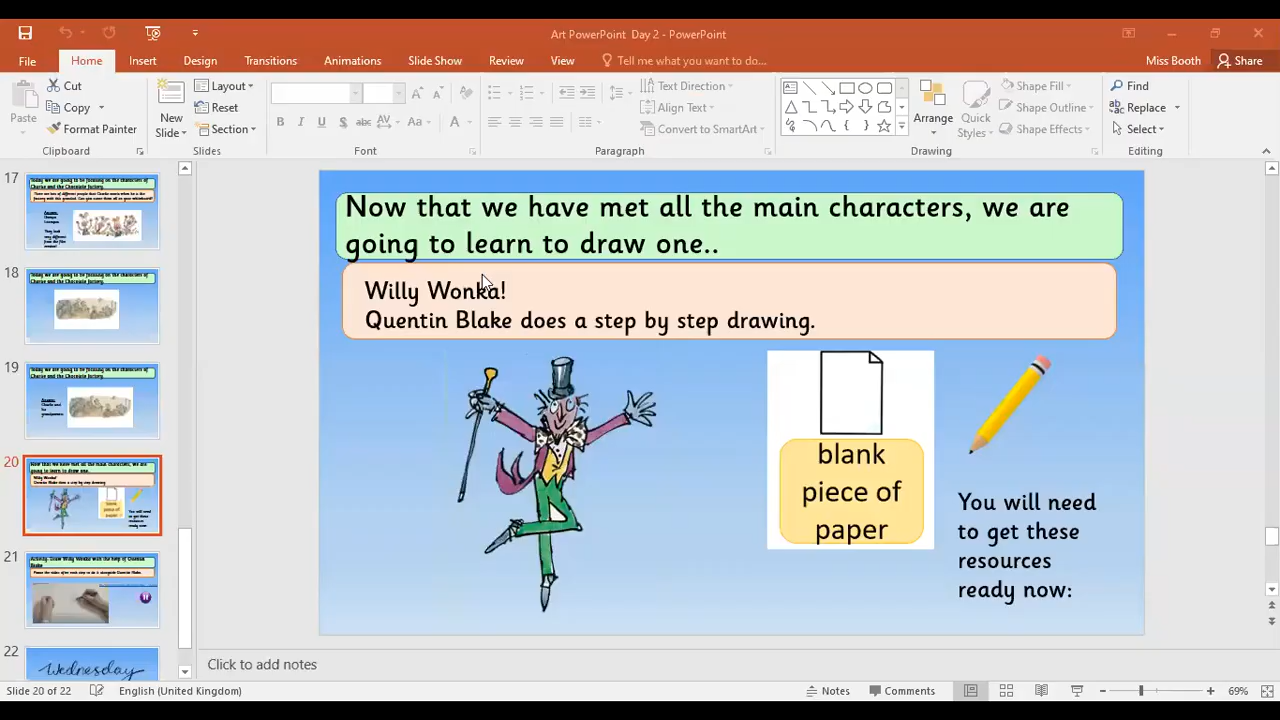 Art PowerPoint Day 2 - PowerPoint
File Home Insert Design Transitions Animations Slide Show Review View Tell me what you want to do... Miss Booth Share
Paste
Cut
Copy
Format Painter
Clipboard
New
Slide
Layout
Reset
Section
Slides
B I U S abc AV Aa A
Font
Text Direction
Align Text
Convert to SmartArt
Paragraph
Arrange
Quick
Styles
Shape Fill
Shape Outline
Shape Effects
Drawing
Find
Replace
Select
Editing
17
18
19
20
21
22
Wednesday
Now that we have met all the main characters, we are
going to learn to draw one..
Willy Wonka!
Quentin Blake does a step by step drawing.
blank
piece of
paper
You will need
to get these
resources
ready now:
Click to add notes
Slide 20 of 22 English (United Kingdom) Notes Comments 69%